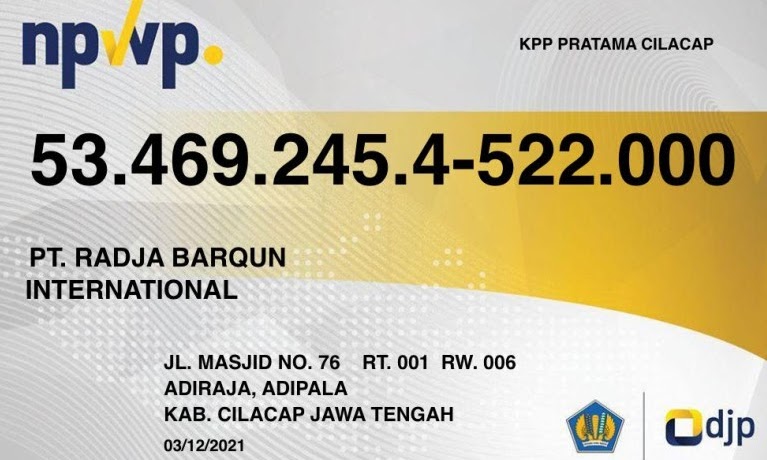 npwp.
KPP PRATAMA CILACAP
53.469.245.4-522.000
PT. RADJA BARQUN
INTERNATIONAL
JL. MASJID NO. 76 RT. 001 RW. 006
ADIRAJA, ADIPALA
KAB. CILACAP JAWA TENGAH
03/12/2021
djp